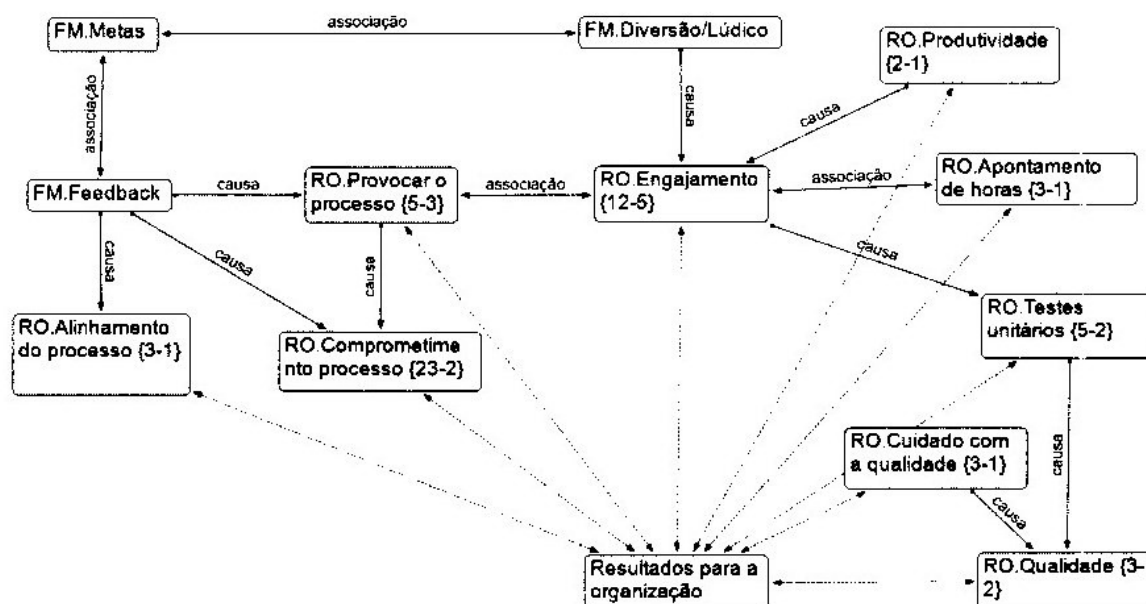 FM.Metas
associação
FM.Diversão/Lúdico
RO.Produtividade
{2-1}
associação
causa
causa
FM.Feedback
causa
RO.Provocar o
processo {5-3}
associação
RO.Engajamento
{12-5}
associação
RO.Apontamento
de horas {3-1}
causa
causa
causa
causa
RO.Alinhamento
do processo {3-1}
RO.Comprometime
nto processo {23-2}
RO.Testes
unitários {5-2}
RO.Cuidado com
a qualidade {3-1}
causa
causa
Resultados para a
organização
RO.Qualidade {3-
2}